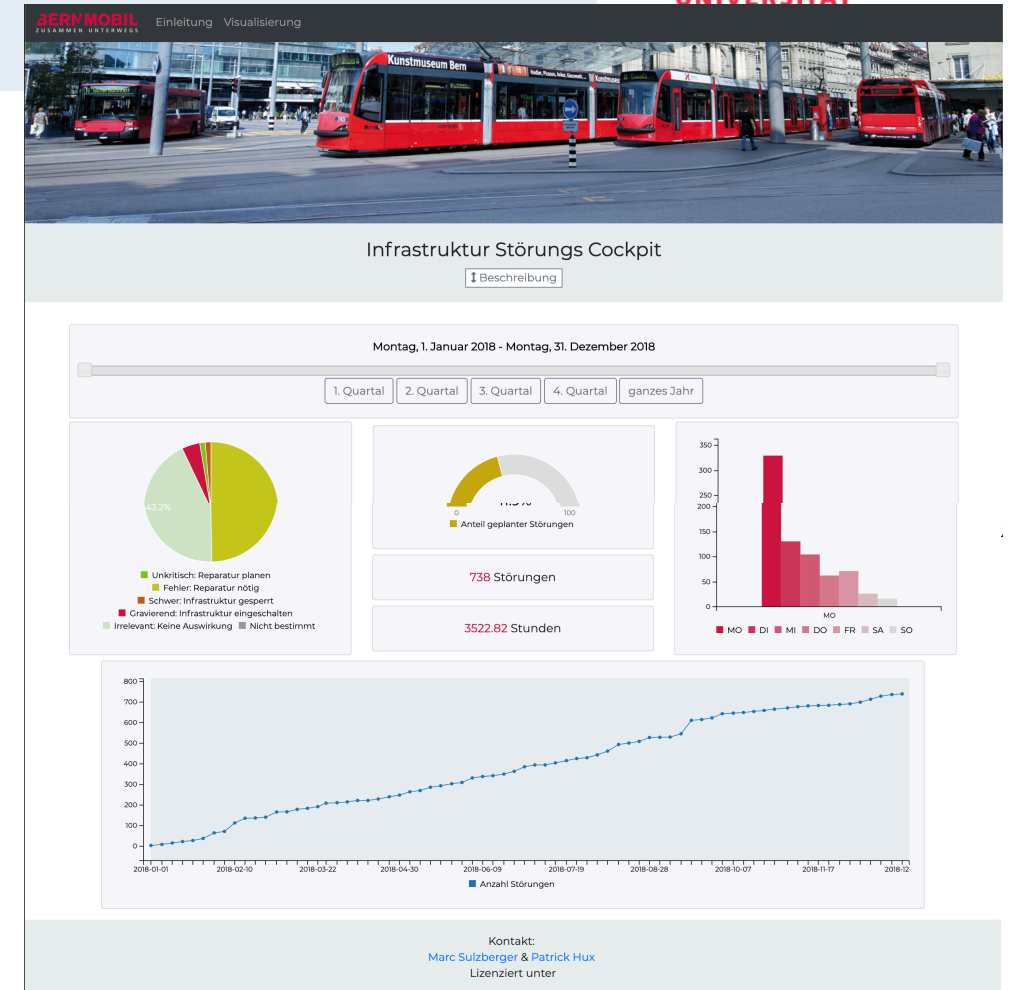 UNIVERSITÄT
BERNMOBIL
ZUSAMMEN UNTERWEGS
Einleitung Visualisierung
Kunstmuseum Bern
765
Infrastruktur Störungs Cockpit
Beschreibung
Montag, 1. Januar 2018 - Montag, 31. Dezember 2018
1. Quartal 2. Quartal 3. Quartal 4. Quartal ganzes Jahr
43.2%
Unkritisch: Reparatur planen
Fehler: Reparatur nötig
Schwer: Infrastruktur gesperrt
Gravierend: Infrastruktur eingeschalten
Irrelevant: Keine Auswirkung Nicht bestimmt
0 100
Anteil geplanter Störungen
738 Störungen
3522.82 Stunden
350
300
250
200
150
100
50
0
MO
MO DI MI DO FR SA SO
800
700
600
500
400
300
200
100
0
2018-01-01 2018-02-10 2018-03-22 2018-04-30 2018-06-09 2018-07-19 2018-08-28 2018-10-07 2018-11-17 2018-12-
Anzahl Störungen
Kontakt:
Marc Sulzberger & Patrick Hux
Lizenziert unter